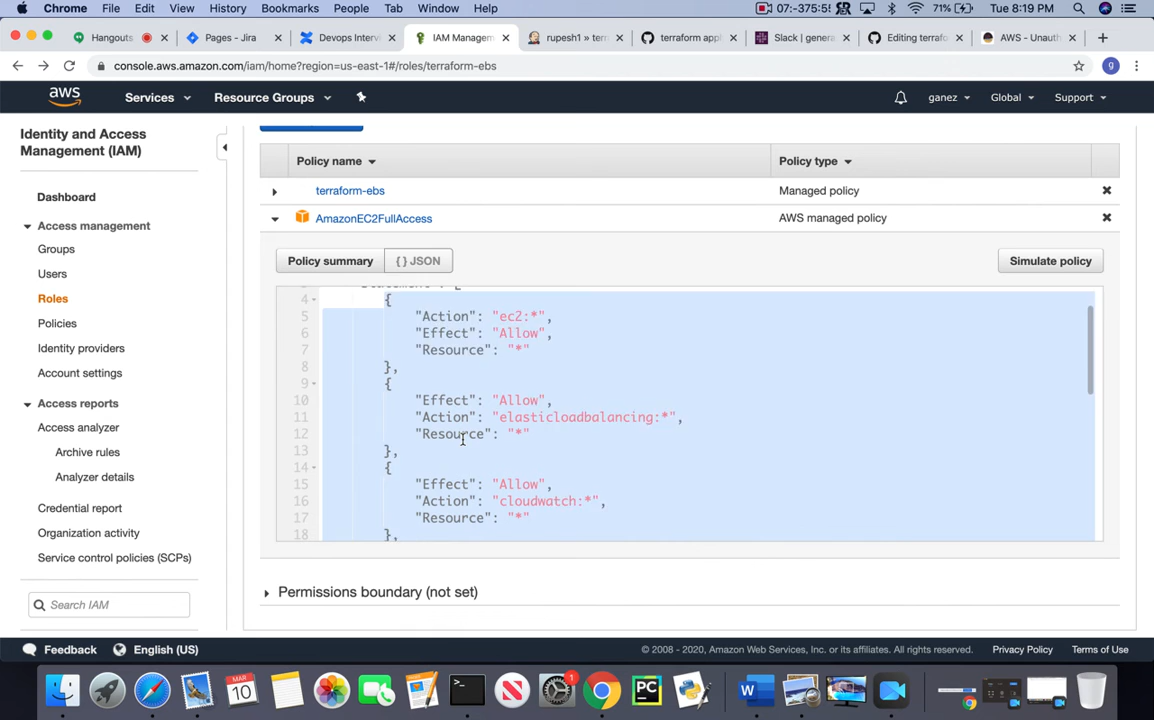 Chrome File Edit View History Bookmarks People Tab Window Help 07:-375:55 71% Tue 8:19 PM
Hangouts Pages - Jira Devops Intervi IAM Managem rupesh1 » terr terraform app Slack | genera Editing terrafo AWS - Unauth
console.aws.amazon.com/iam/home?region=us-east-1#/roles/terraform-ebs g
aws Services Resource Groups ganez Global Support
Identity and Access
Management (IAM)
Dashboard
Access management
Groups
Users
Roles
Policies
Identity providers
Account settings
Access reports
Access analyzer
Archive rules
Analyzer details
Credential report
Organization activity
Service control policies (SCPs)
Search IAM
Policy name Policy type
terraform-ebs Managed policy
AmazonEC2FullAccess AWS managed policy
Policy summary { } JSON Simulate policy
"Statement": [
4 {
5 "Action": "ec2:*",
6 "Effect": "Allow",
7 "Resource": "*"
8 },
9 {
10 "Effect": "Allow",
11 "Action": "elasticloadbalancing:*",
12 "Resource": "*"
13 },
14 {
15 "Effect": "Allow",
16 "Action": "cloudwatch:*",
17 "Resource": "*"
18 },
Permissions boundary (not set)
Feedback English (US) © 2008 - 2020, Amazon Web Services, Inc. or its affiliates. All rights reserved. Privacy Policy Terms of Use
MAR
10
1
PC
W